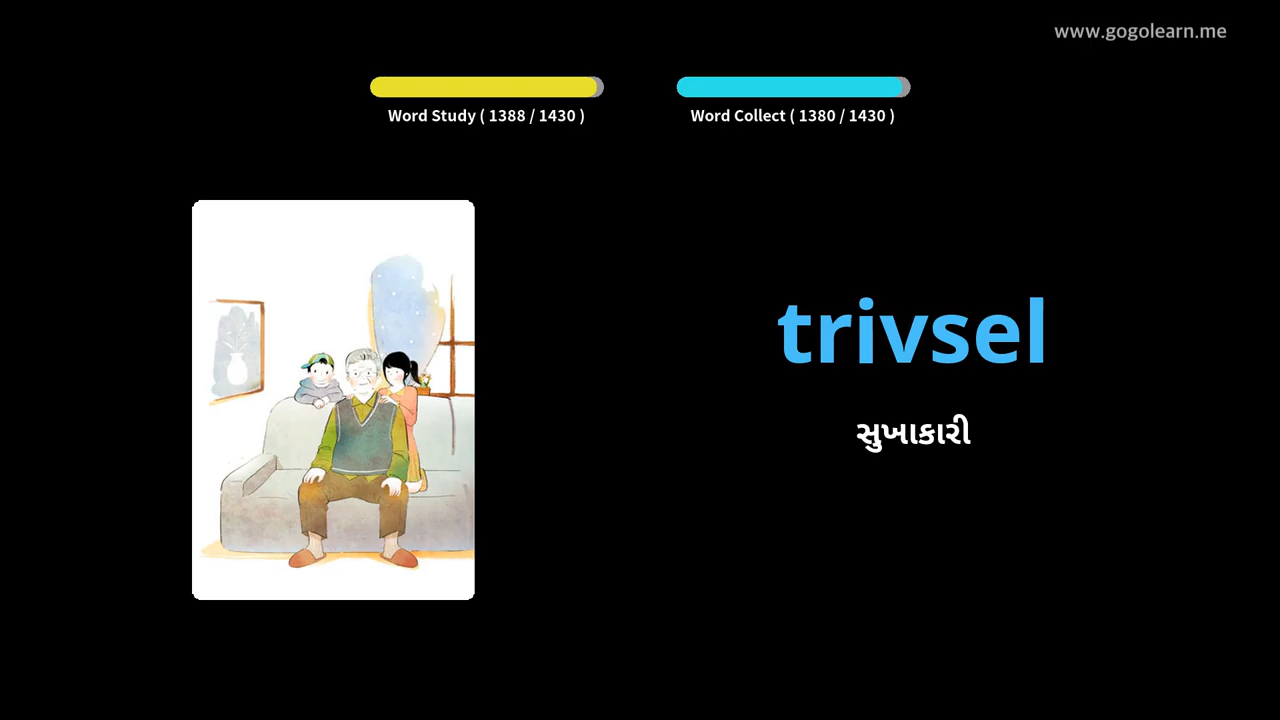 www.gogolearn.me
Word Study ( 1388 / 1430 )
Word Collect ( 1380 / 1430 )
trivsel
સુખાકારી